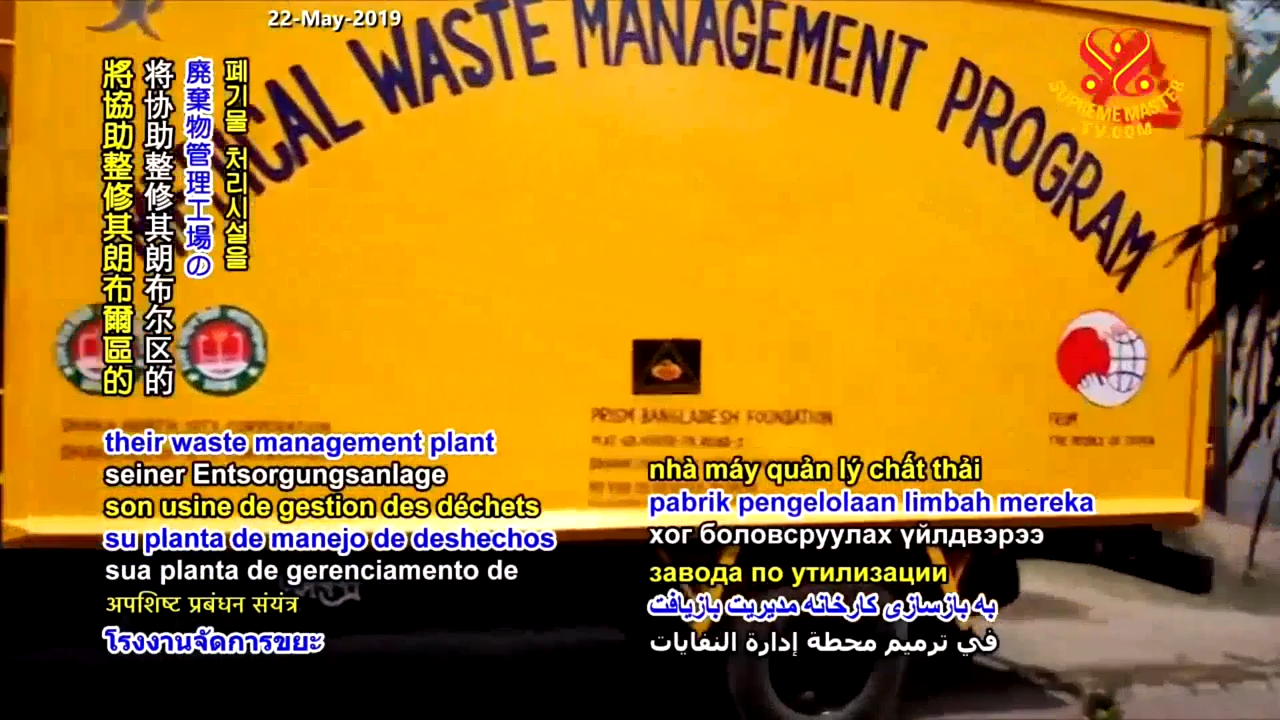 22-May-2019
WASTE MANAGEMENT PROGRAM
SUPREME MASTER
TV.COM
폐기물 처리시설을
廃棄物管理工場の
将协助整修其朗布尔区的
將協助整修其朗布爾區的
PRISM BANGLADESH FOUNDATION
FROM
their waste management plant
seiner Entsorgungsanlage
son usine de gestion des déchets
su planta de manejo de deshechos
sua planta de gerenciamento de
अपशिष्ट प्रबंधन संयंत्र
โรงงานจัดการขยะ
nhà máy quản lý chất thải
pabrik pengelolaan limbah mereka
хог боловсруулах үйлдвэрээ
завода по утилизации
به بازسازی کارخانه مدیریت بازیافت
في ترميم محطة إدارة النفايات